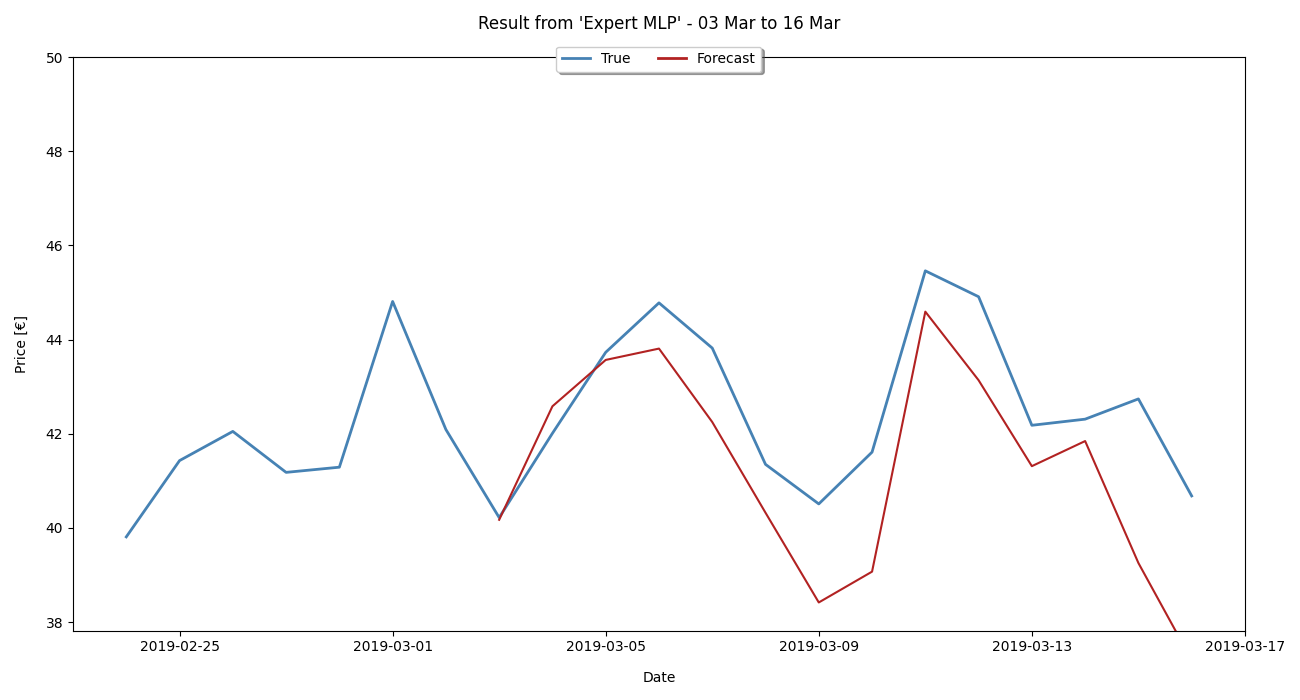 Result from 'Expert MLP' - 03 Mar to 16 Mar
True Forecast
50
48
46
44
42
40
38
Price [€]
2019-02-25 2019-03-01 2019-03-05 2019-03-09 2019-03-13 2019-03-17
Date